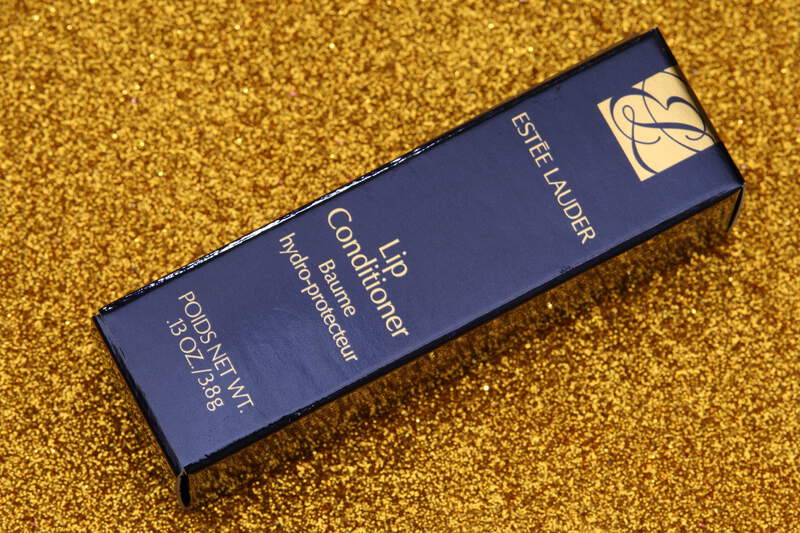 ESTĒE LAUDER
Lip
Conditioner
Baume
hydro-protecteur
POIDS NET WT.
.13 OZ./3.8g